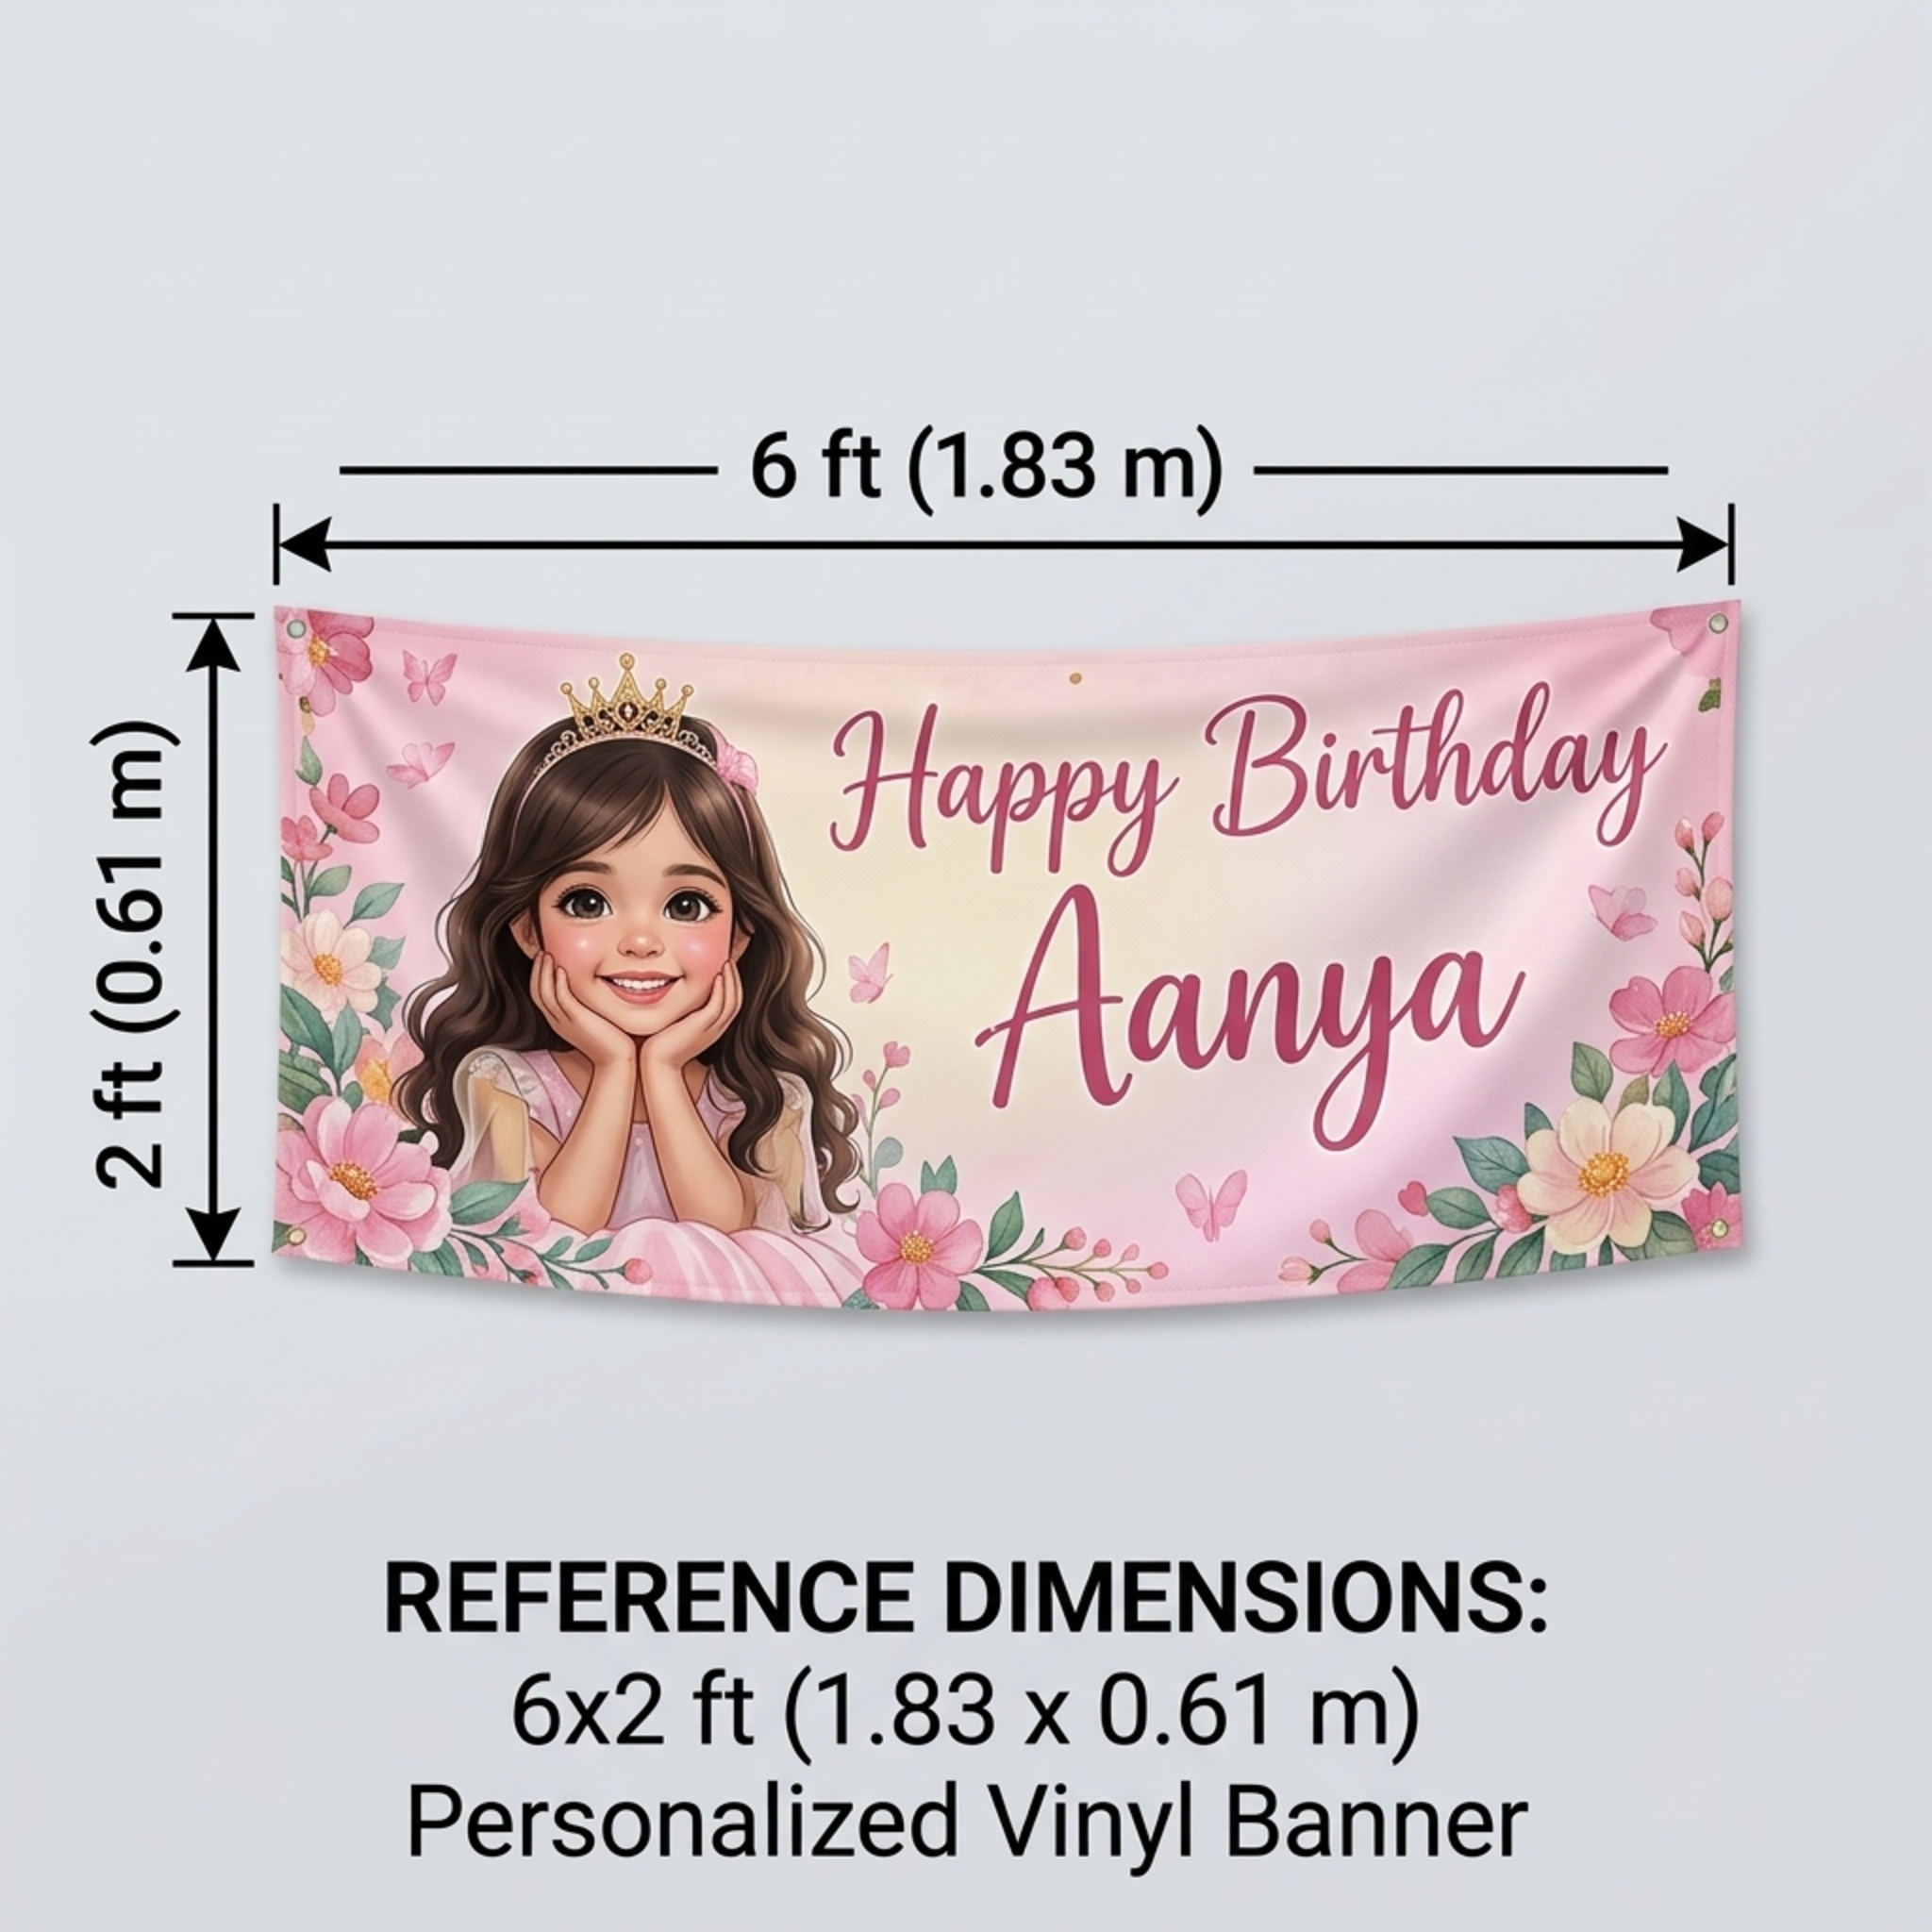 6 ft (1.83 m)
2 ft (0.61 m)
Happy Birthday
Aanya
REFERENCE DIMENSIONS:
6x2 ft (1.83 x 0.61 m)
Personalized Vinyl Banner